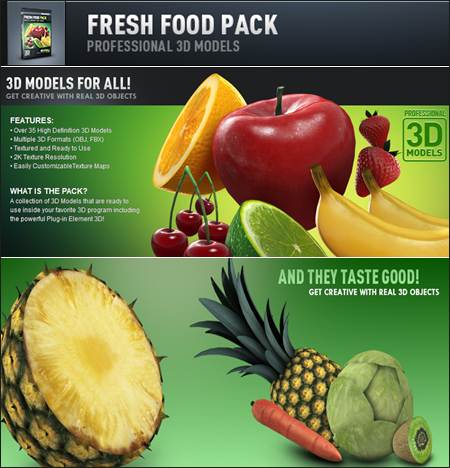 FRESH FOOD PACK
PROFESSIONAL 3D MODELS
3D MODELS FOR ALL!
GET CREATIVE WITH REAL 3D OBJECTS
FEATURES:
• Over 35 High Definition 3D Models
• Multiple 3D Formats (OBJ, FBX)
• Textured and Ready to Use
• 2K Texture Resolution
• Easily CustomizableTexture Maps
WHAT IS THE PACK?
A collection of 3D Models that are ready to
use inside your favorite 3D program including
the powerful Plug-in Element 3D!
PROFESSIONAL
3D
MODELS
AND THEY TASTE GOOD!
GET CREATIVE WITH REAL 3D OBJECTS